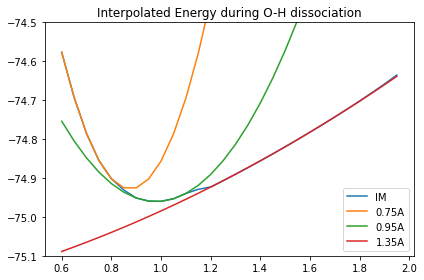 Interpolated Energy during O-H dissociation
−74.5
−74.6
−74.7
−74.8
−74.9
−75.0
−75.1
0.6 0.8 1.0 1.2 1.4 1.6 1.8 2.0
IM
0.75A
0.95A
1.35A